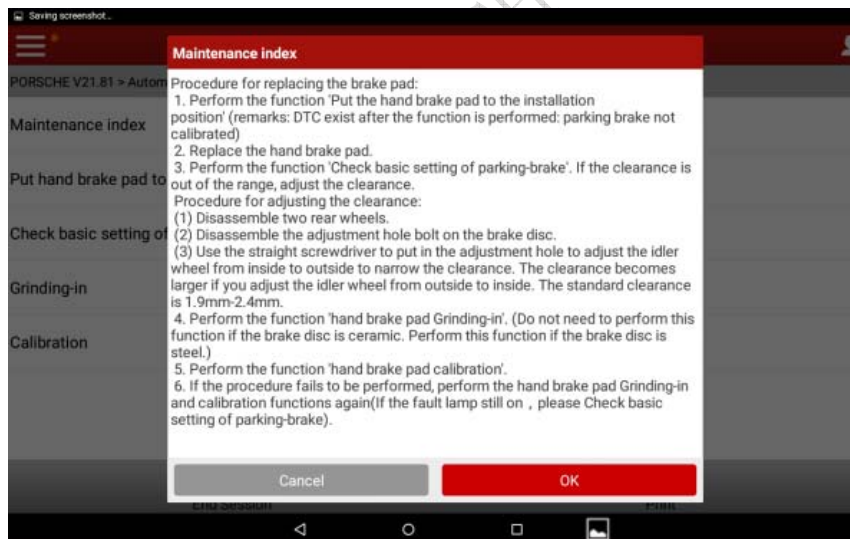 Saving screenshot...
Maintenance index
PORSCHE V21.81 > Autom
Procedure for replacing the brake pad:
1. Perform the function 'Put the hand brake pad to the installation
position' (remarks: DTC exist after the function is performed: parking brake not
calibrated)
2. Replace the hand brake pad.
3. Perform the function 'Check basic setting of parking-brake'. If the clearance is
out of the range, adjust the clearance.
Procedure for adjusting the clearance:
(1) Disassemble two rear wheels.
(2) Disassemble the adjustment hole bolt on the brake disc.
(3) Use the straight screwdriver to put in the adjustment hole to adjust the idler
wheel from inside to outside to narrow the clearance. The clearance becomes
larger if you adjust the idler wheel from outside to inside. The standard clearance
is 1.9mm-2.4mm.
4. Perform the function 'hand brake pad Grinding-in'. (Do not need to perform this
function if the brake disc is ceramic. Perform this function if the brake disc is
steel.)
5. Perform the function 'hand brake pad calibration'.
6. If the procedure fails to be performed, perform the hand brake pad Grinding-in
and calibration functions again(If the fault lamp still on , please Check basic
setting of parking-brake).
Maintenance index
Put hand brake pad to
Check basic setting of
Grinding-in
Calibration
Cancel
OK
End Session
Print